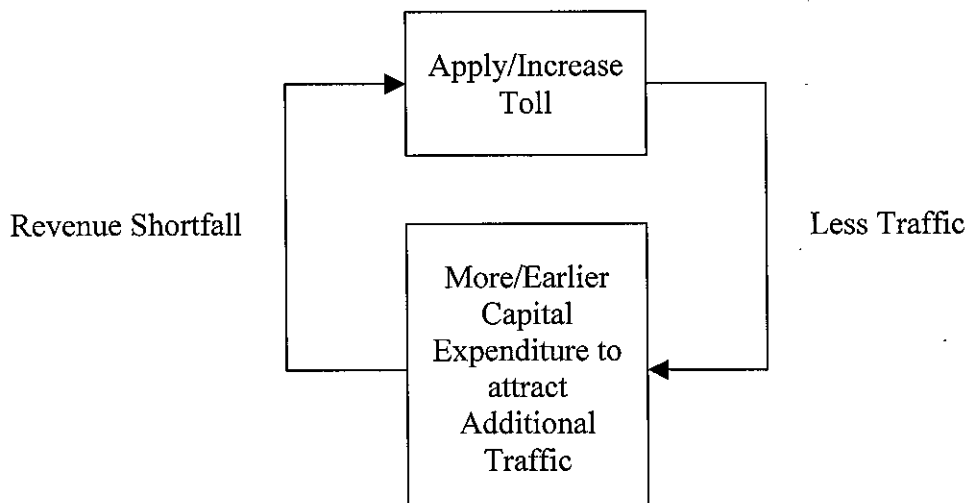 Apply/Increase
Toll
Revenue Shortfall
Less Traffic
More/Earlier
Capital
Expenditure to
attract
Additional
Traffic